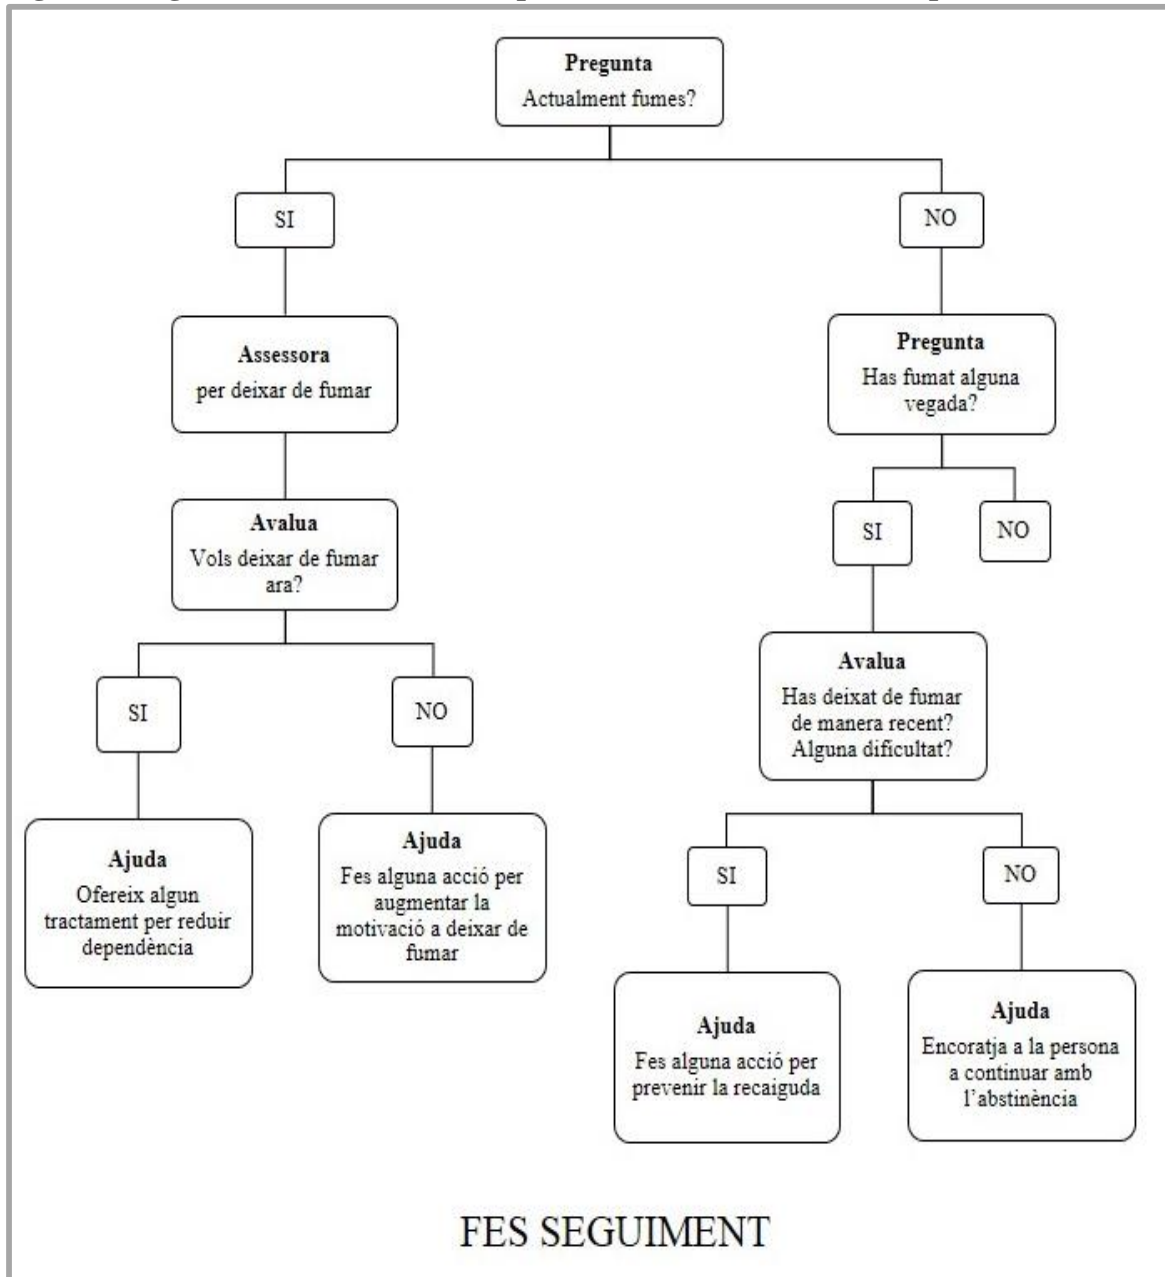 Pregunta
Actualment fumes?
SI
NO
Assessora
per deixar de fumar
Pregunta
Has fumat alguna
vegada?
Avalua
Vols deixar de fumar
ara?
SI
NO
SI
NO
Avalua
Has deixat de fumar
de manera recent?
Alguna dificultat?
Ajuda
Ofereix algun
tractament per reduir
dependència
Ajuda
Fes alguna acció per
augmentar la
motivació a deixar de
fumar
SI
NO
Ajuda
Fes alguna acció per
prevenir la recaiguda
Ajuda
Encoratja a la persona
a continuar amb
l’abstinència
FES SEGUIMENT